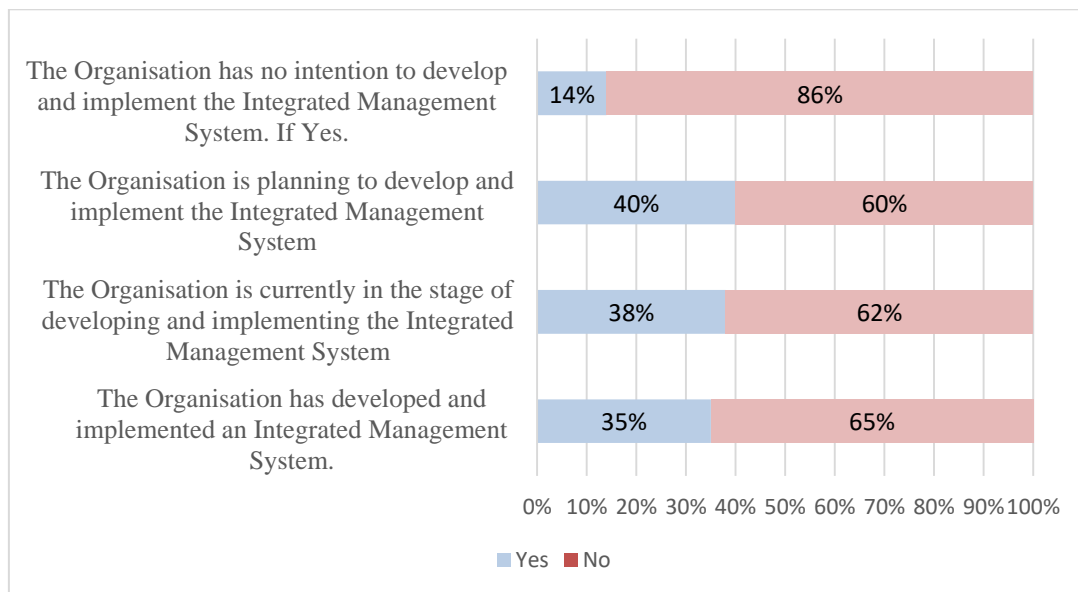 The Organisation has no intention to develop
and implement the Integrated Management
System. If Yes.
14% 86%
The Organisation is planning to develop and
implement the Integrated Management
System
40% 60%
The Organisation is currently in the stage of
developing and implementing the Integrated
Management System
38% 62%
The Organisation has developed and
implemented an Integrated Management
System.
35% 65%
0% 10% 20% 30% 40% 50% 60% 70% 80% 90% 100%
Yes No